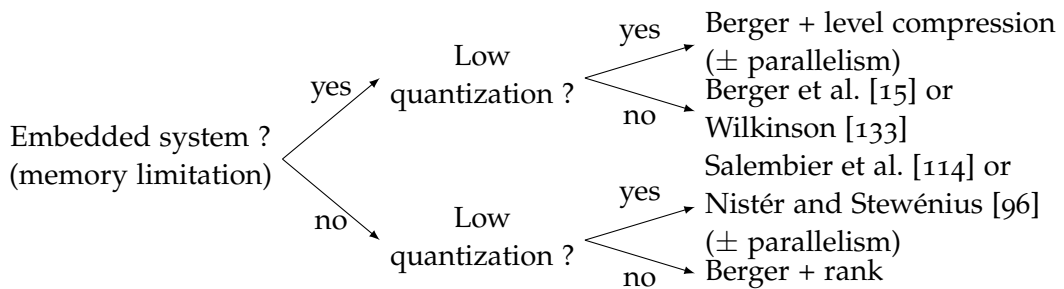 Embedded system ?
(memory limitation)
yes
no
Low
quantization ?
yes
no
Berger + level compression
(± parallelism)
Berger et al. [15] or
Wilkinson [133]
Low
quantization ?
yes
no
Salembier et al. [114] or
Nistér and Stewénius [96]
(± parallelism)
Berger + rank